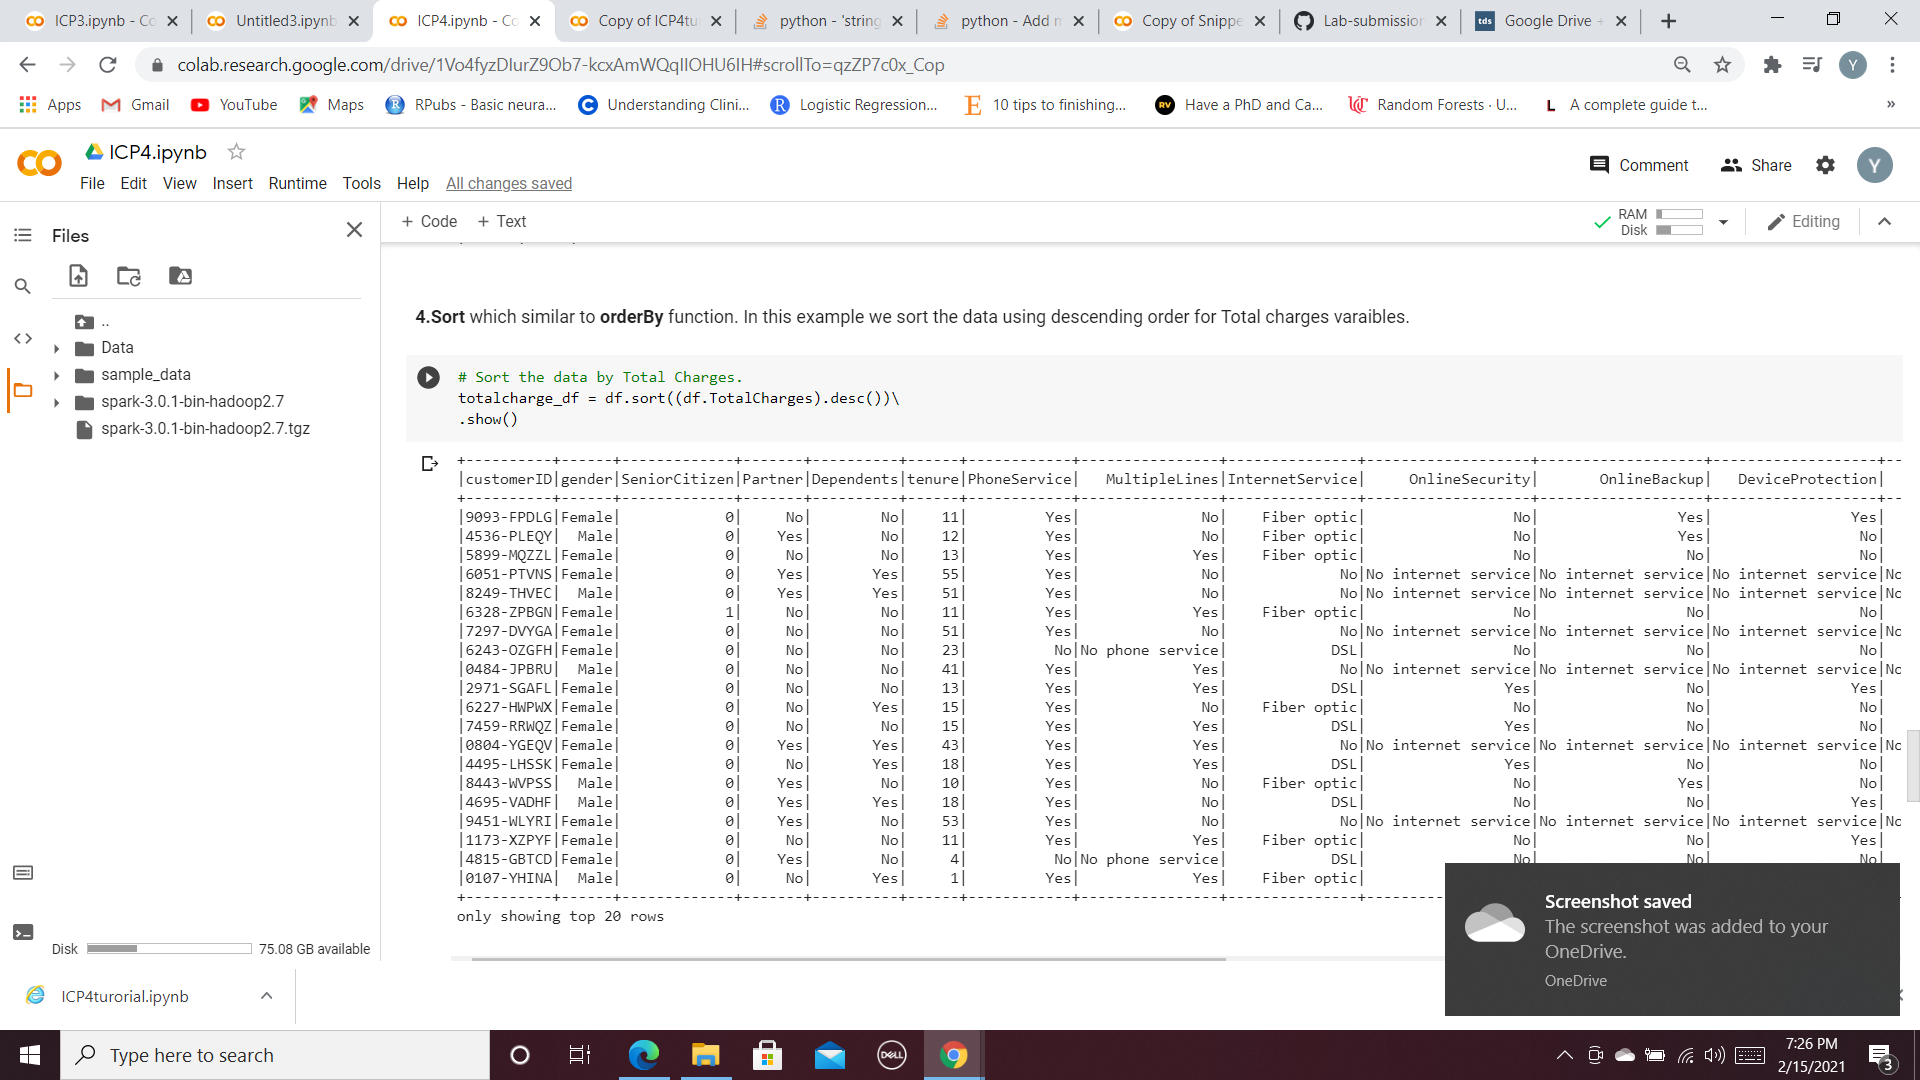 ICP3.ipynb - Co
Untitled3.ipynb
ICP4.ipynb - Co
Copy of ICP4tu
python - 'string
python - Add m
Copy of Snippe
Lab-submission
tds Google Drive +
colab.research.google.com/drive/1Vo4fyzDIurZ9Ob7-kcxAmWQqIIOHU6IH#scrollTo=qzZP7c0x_Cop
Y
Apps
Gmail
YouTube
Maps
RPubs - Basic neura...
Understanding Clini...
Logistic Regression...
10 tips to finishing...
Have a PhD and Ca...
Random Forests · U...
A complete guide t...
»
ICP4.ipynb
Comment
Share
Y
File Edit View Insert Runtime Tools Help All changes saved
Files
+ Code + Text
RAM
Disk
Editing
..
Data
sample_data
spark-3.0.1-bin-hadoop2.7
spark-3.0.1-bin-hadoop2.7.tgz
Disk 75.08 GB available
4.Sort which similar to orderBy function. In this example we sort the data using descending order for Total charges varaibles.
# Sort the data by Total Charges.
totalcharge_df = df.sort((df.TotalCharges).desc())\
.show()
+----------+------+-------------+-------+----------+------+------------+----------------+---------------+-------------------+-------------------+-------------------+--
|customerID|gender|SeniorCitizen|Partner|Dependents|tenure|PhoneService|   MultipleLines|InternetService|     OnlineSecurity|       OnlineBackup|   DeviceProtection|
+----------+------+-------------+-------+----------+------+------------+----------------+---------------+-------------------+-------------------+-------------------+--
|9093-FPDLG|Female|            0|     No|        No|    11|         Yes|              No|    Fiber optic|                 No|                Yes|                Yes|
|4536-PLEQY|  Male|            0|    Yes|        No|    12|         Yes|              No|    Fiber optic|                 No|                Yes|                 No|
|5899-MQZZL|Female|            0|     No|        No|    13|         Yes|             Yes|    Fiber optic|                 No|                 No|                 No|
|6051-PTVNS|Female|            0|    Yes|       Yes|    55|         Yes|              No|             No|No internet service|No internet service|No internet service|No
|8249-THVEC|  Male|            0|    Yes|       Yes|    51|         Yes|              No|             No|No internet service|No internet service|No internet service|No
|6328-ZPBGN|Female|            1|     No|        No|    11|         Yes|             Yes|    Fiber optic|                 No|                 No|                 No|
|7297-DVYGA|Female|            0|     No|        No|    51|         Yes|              No|             No|No internet service|No internet service|No internet service|No
|6243-OZGFH|Female|            0|     No|        No|    23|          No|No phone service|            DSL|                 No|                 No|                 No|
|0484-JPBRU|  Male|            0|     No|        No|    41|         Yes|             Yes|             No|No internet service|No internet service|No internet service|No
|2971-SGAFL|Female|            0|     No|        No|    13|         Yes|             Yes|            DSL|                Yes|                 No|                Yes|
|6227-HWPWX|Female|            0|     No|       Yes|    15|         Yes|              No|    Fiber optic|                 No|                 No|                 No|
|7459-RRWQZ|Female|            0|     No|        No|    15|         Yes|             Yes|            DSL|                Yes|                 No|                 No|
|0804-YGEQV|Female|            0|    Yes|       Yes|    43|         Yes|             Yes|             No|No internet service|No internet service|No internet service|No
|4495-LHSSK|Female|            0|     No|       Yes|    18|         Yes|             Yes|            DSL|                Yes|                 No|                 No|
|8443-WVPSS|  Male|            0|    Yes|        No|    10|         Yes|              No|    Fiber optic|                 No|                Yes|                 No|
|4695-VADHF|  Male|            0|    Yes|       Yes|    18|         Yes|              No|            DSL|                 No|                 No|                Yes|
|9451-WLYRI|Female|            0|    Yes|        No|    53|         Yes|              No|             No|No internet service|No internet service|No internet service|No
|1173-XZPYF|Female|            0|     No|        No|    11|         Yes|             Yes|    Fiber optic|                 No|                 No|                Yes|
|4815-GBTCD|Female|            0|    Yes|        No|     4|          No|No phone service|            DSL|                 No|                 No|                 No|
|0107-YHINA|  Male|            0|     No|       Yes|     1|         Yes|             Yes|    Fiber optic|
+----------+------+-------------+-------+----------+------+------------+----------------+---------------+------
only showing top 20 rows
Screenshot saved
The screenshot was added to your
OneDrive.
OneDrive
ICP4turorial.ipynb
Type here to search
DELL
7:26 PM
2/15/2021
3